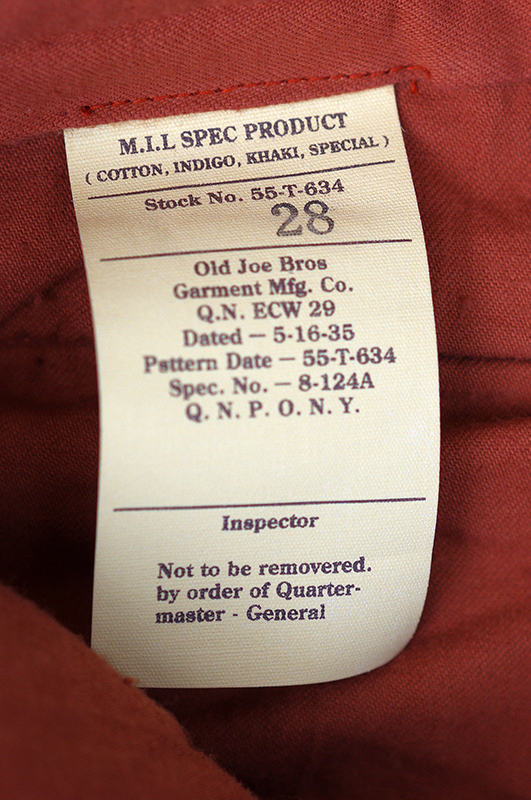 M.I.L SPEC PRODUCT
( COTTON, INDIGO, KHAKI, SPECIAL )
Stock No. 55-T-634
28
Old Joe Bros
Garment Mfg. Co.
Q.N. ECW 29
Dated — 5-16-35
Psttern Date — 55-T-634
Spec. No. — 8-124A
Q. N. P. O. N. Y.
Inspector
Not to be removered.
by order of Quarter-
master - General